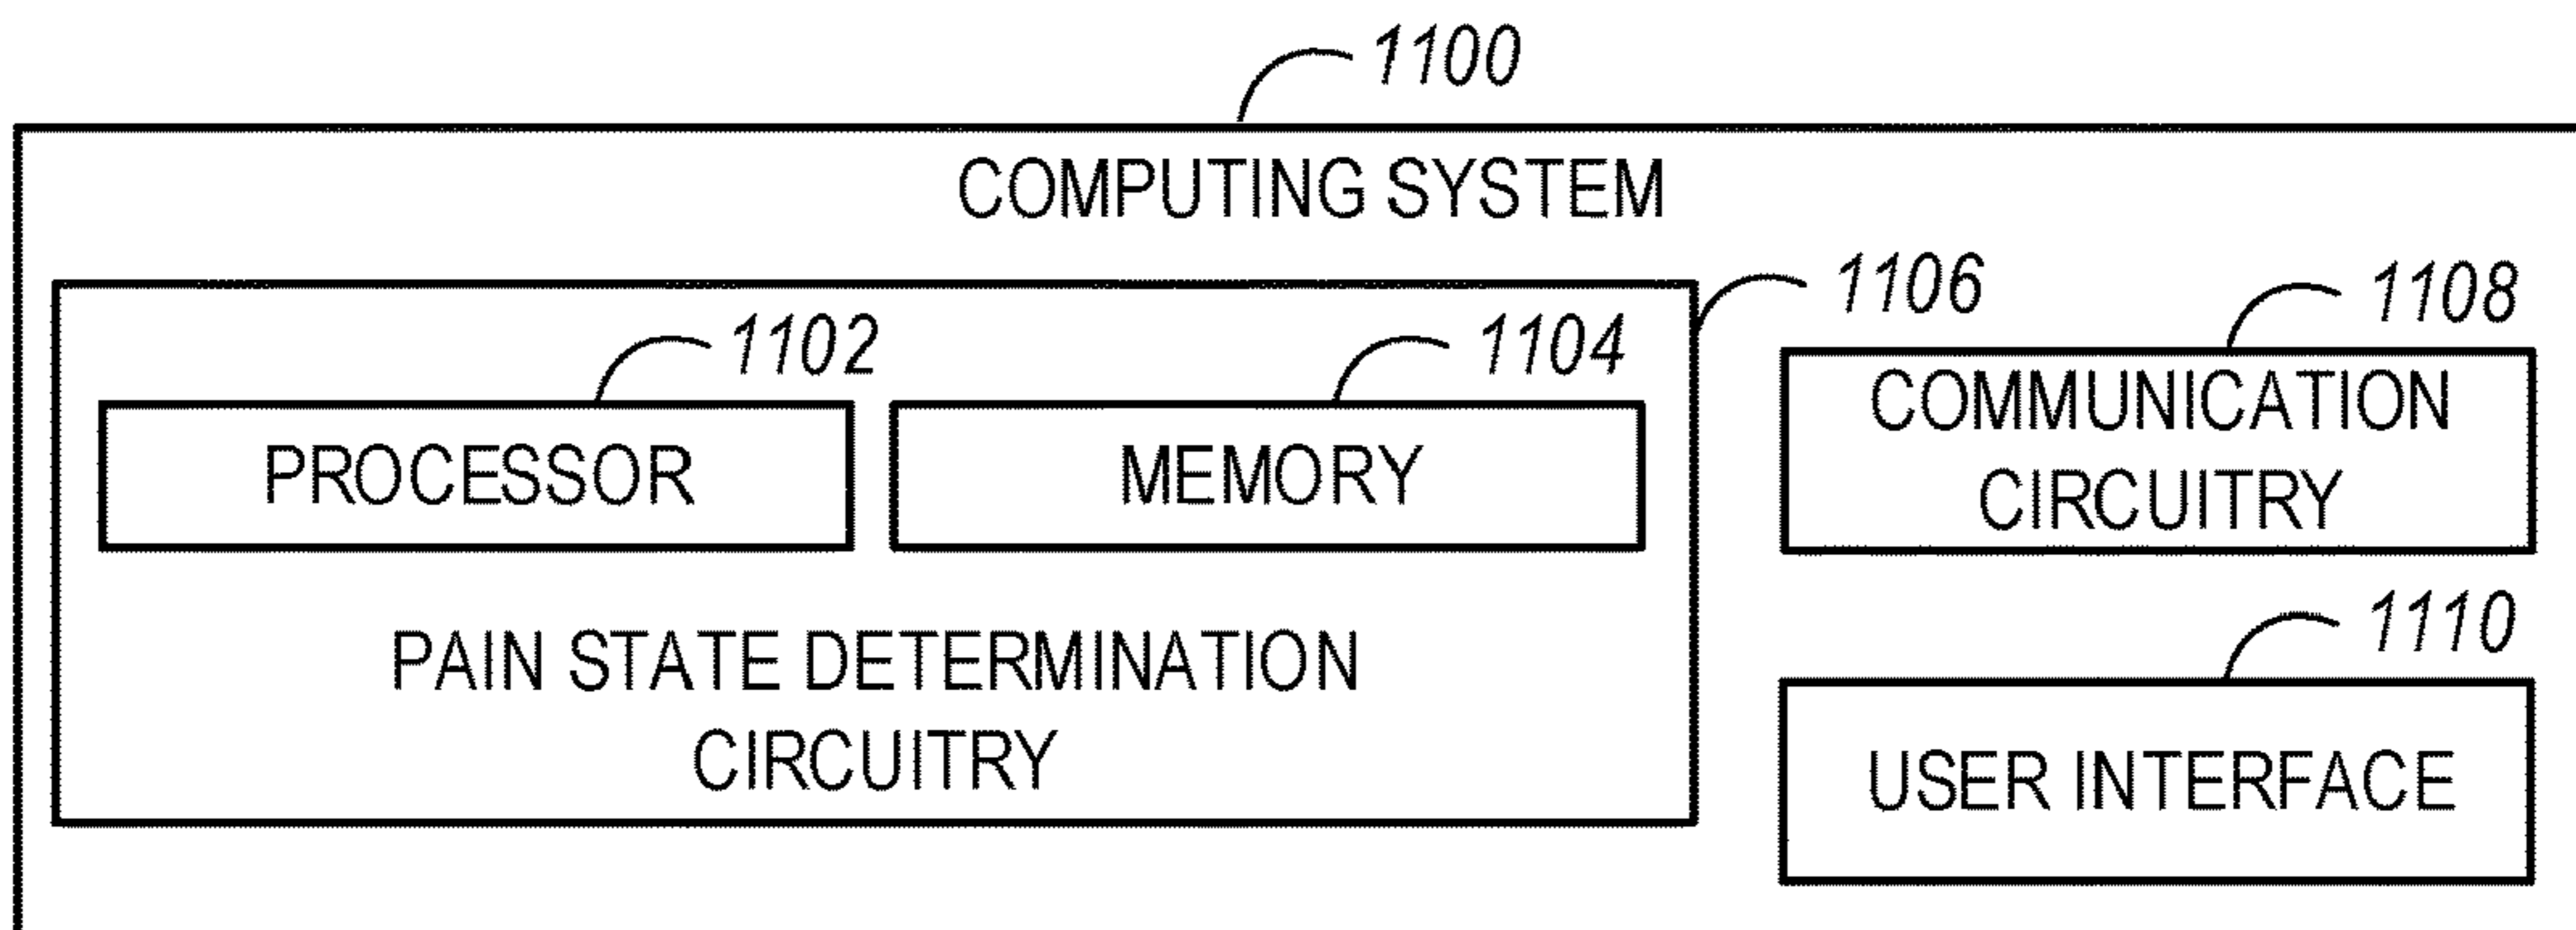 1100
COMPUTING SYSTEM
1106
1108
1102
1104
COMMUNICATION
CIRCUITRY
PROCESSOR
MEMORY
1110
PAIN STATE DETERMINATION
CIRCUITRY
USER INTERFACE